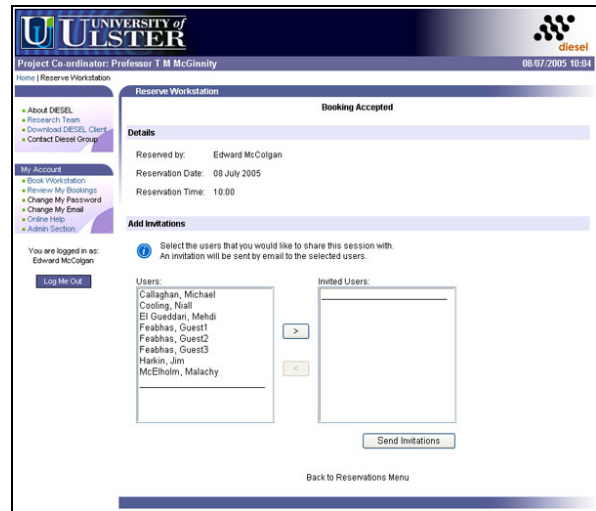 UNIVERSITY of
ULSTER
diesel
Project Co-ordinator: Professor T M McGinnity
08/07/2005 10:04
Home | Reserve Workstation
Reserve Workstation
About DIESEL
Research Team
Download DIESEL Client
Contact Diesel Group
My Account
Book Workstation
Review My Bookings
Change My Password
Change My Email
Online Help
Admin Section
You are logged in as:
Edward McColgan
Log Me Out
Booking Accepted
Details
Reserved by: Edward McColgan
Reservation Date: 08 July 2005
Reservation Time: 10:00
Add Invitations
Select the users that you would like to share this session with.
An invitation will be sent by email to the selected users.
Users:
Callaghan, Michael
Cooling, Niall
El Gueddari, Mehdi
Feabhas, Guest1
Feabhas, Guest2
Feabhas, Guest3
Harkin, Jim
McElholm, Malachy
>
<
Invited Users:
Send Invitations
Back to Reservations Menu